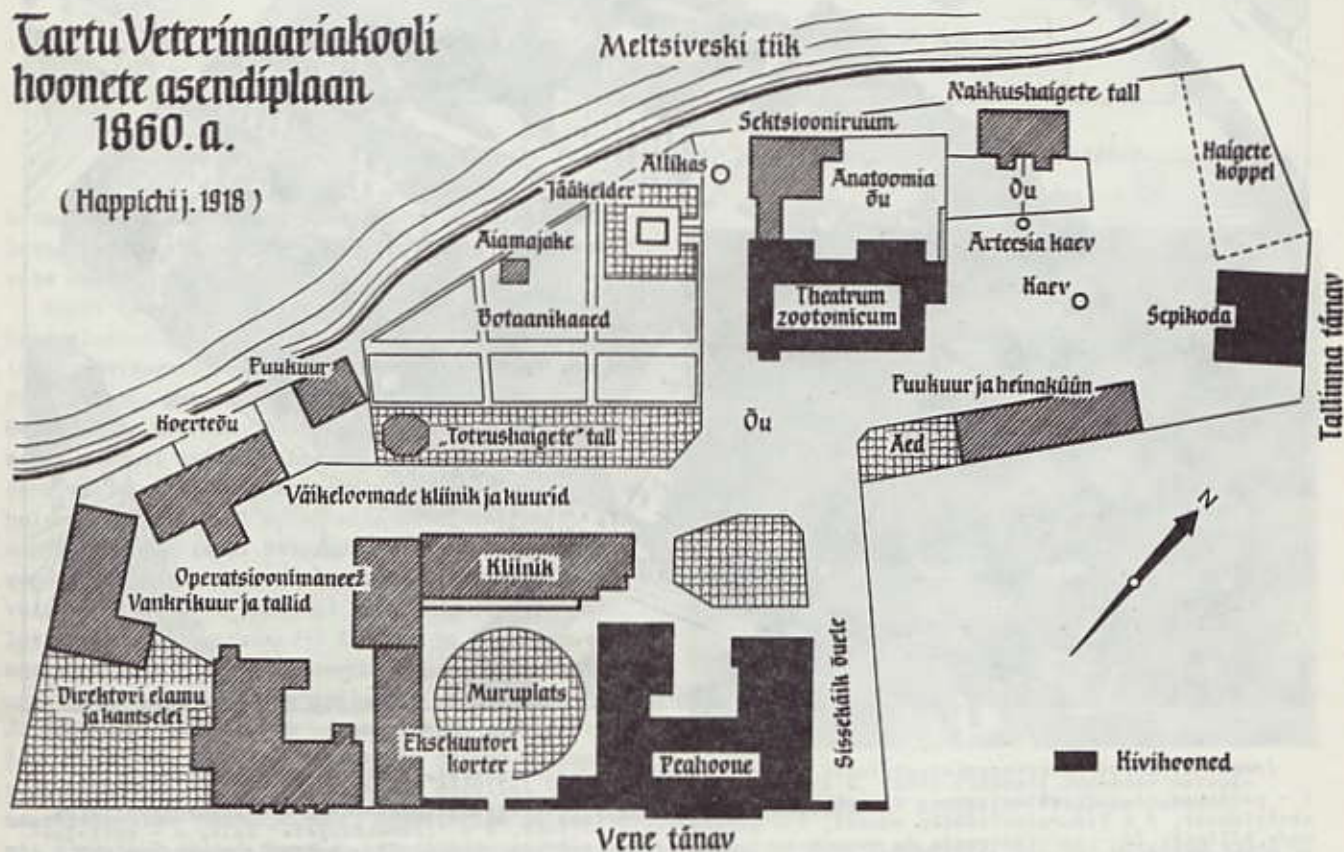 Tartu Veterinaariakooli
hoonete asendiplaan
1860.a.
(Happichi j. 1918)
Meltsiveski tiik
Nakkushaigete tall
Sektsiooniruum
Haigete
koppel
Allikas
Anatoomia
õu
Õu
Jääkelder
Arteesia kaev
Aiamajake
Kaev
Theatrum
zootomicum
Botaanikaaed
Sepikoda
Tallinna tänav
Puukuur
Puukuur ja heinaküün
Koerteõu
Õu
„Totrushaigete" tall
Aed
Väikeloomade kliinik ja kuurid
N
Kliinik
Operatsioonimaneež
Vankrikuur ja tallid
Direktori elamu
ja kantselei
Muruplats
Eksekuutori
korter
Peahoone
Sissekäik õuele
Kivihooned
Vene tänav